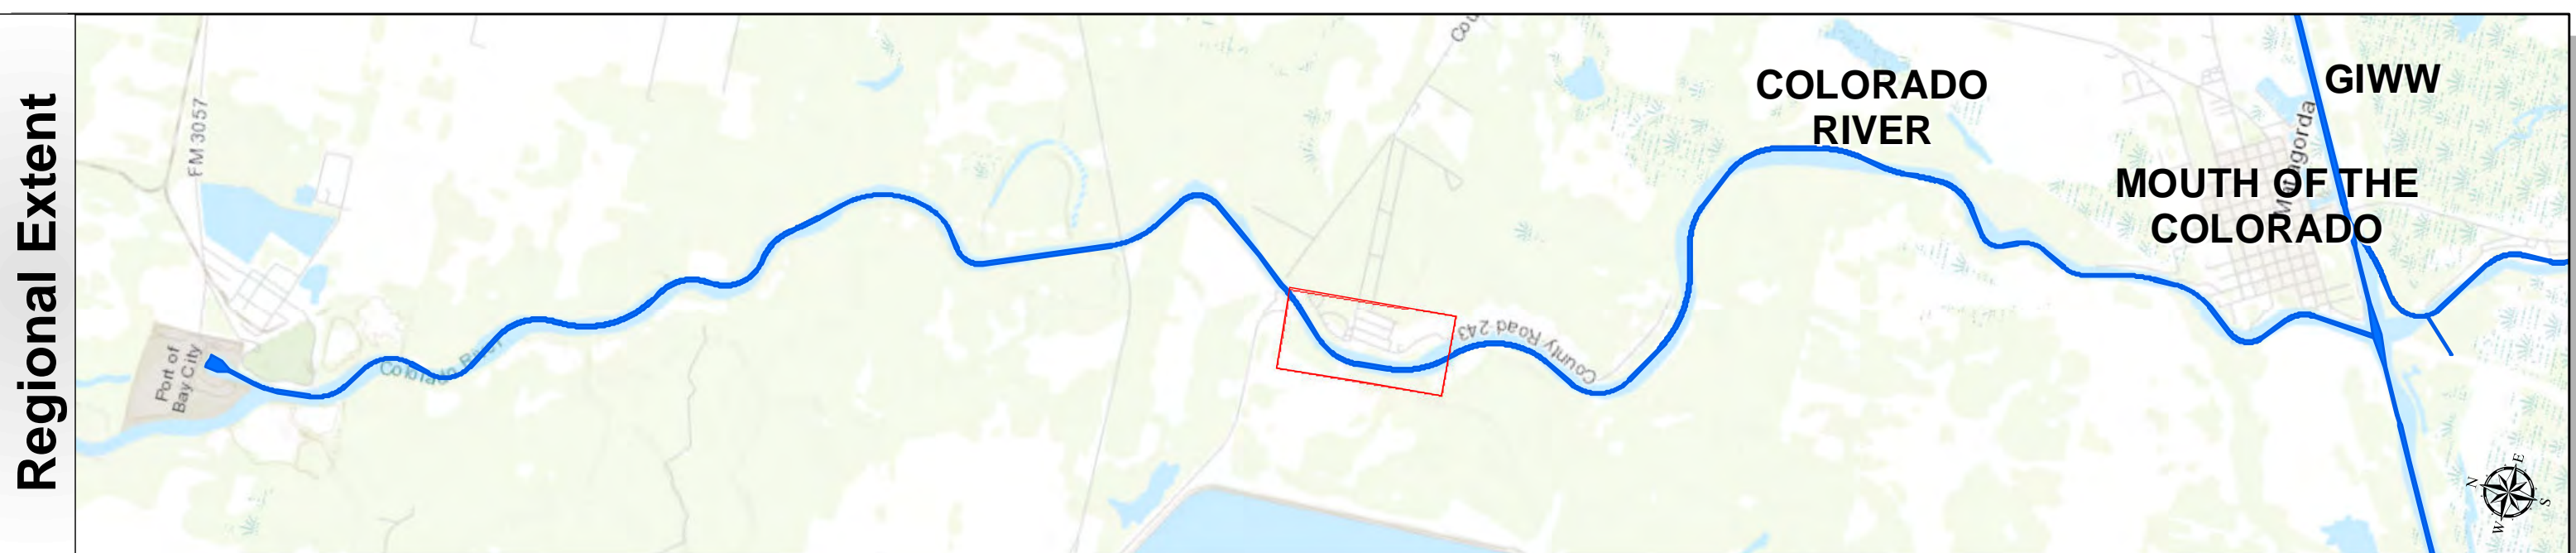 Regional Extent
FM 3057
Port of
Bay City
Colorado River
Cou
County Road 243
COLORADO
RIVER
GIWW
Matagorda
MOUTH OF THE
COLORADO
N
E
S
W